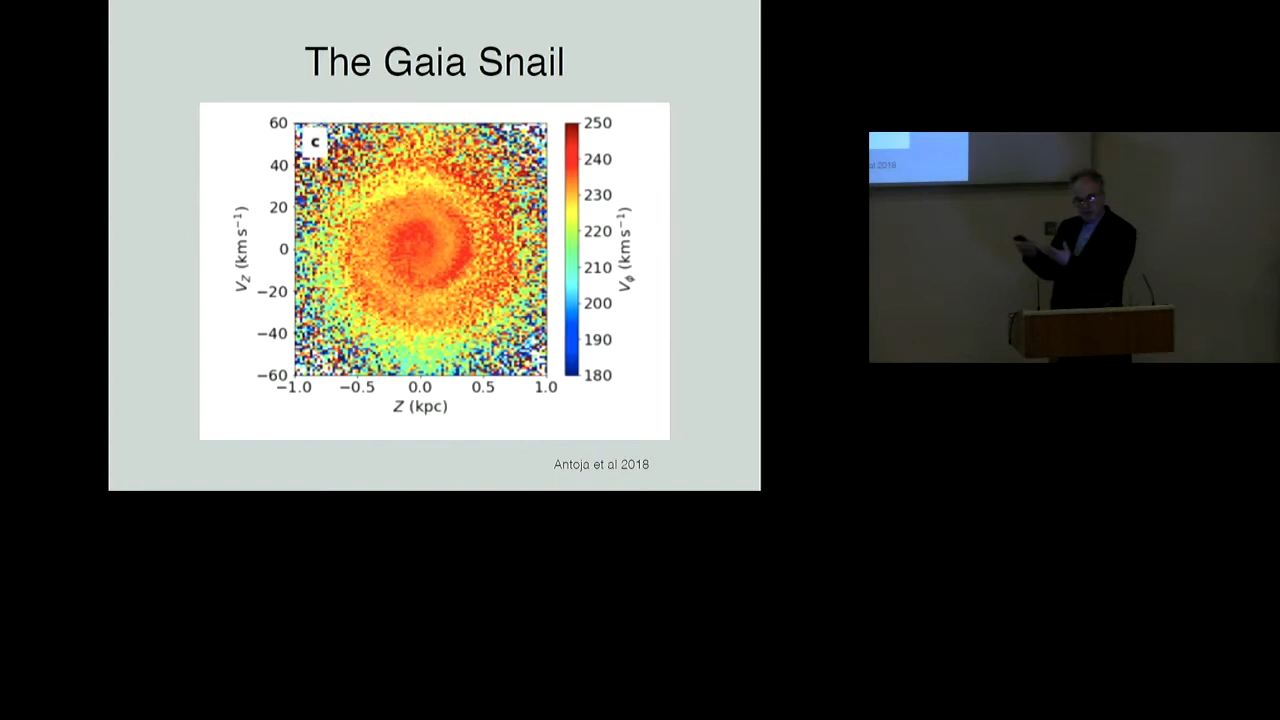 The Gaia Snail
c
60
40
20
0
−20
−40
−60
V_Z (km s⁻¹)
−1.0 −0.5 0.0 0.5 1.0
Z (kpc)
250
240
230
220
210
200
190
180
V_ϕ (km s⁻¹)
Antoja et al 2018
al 2018